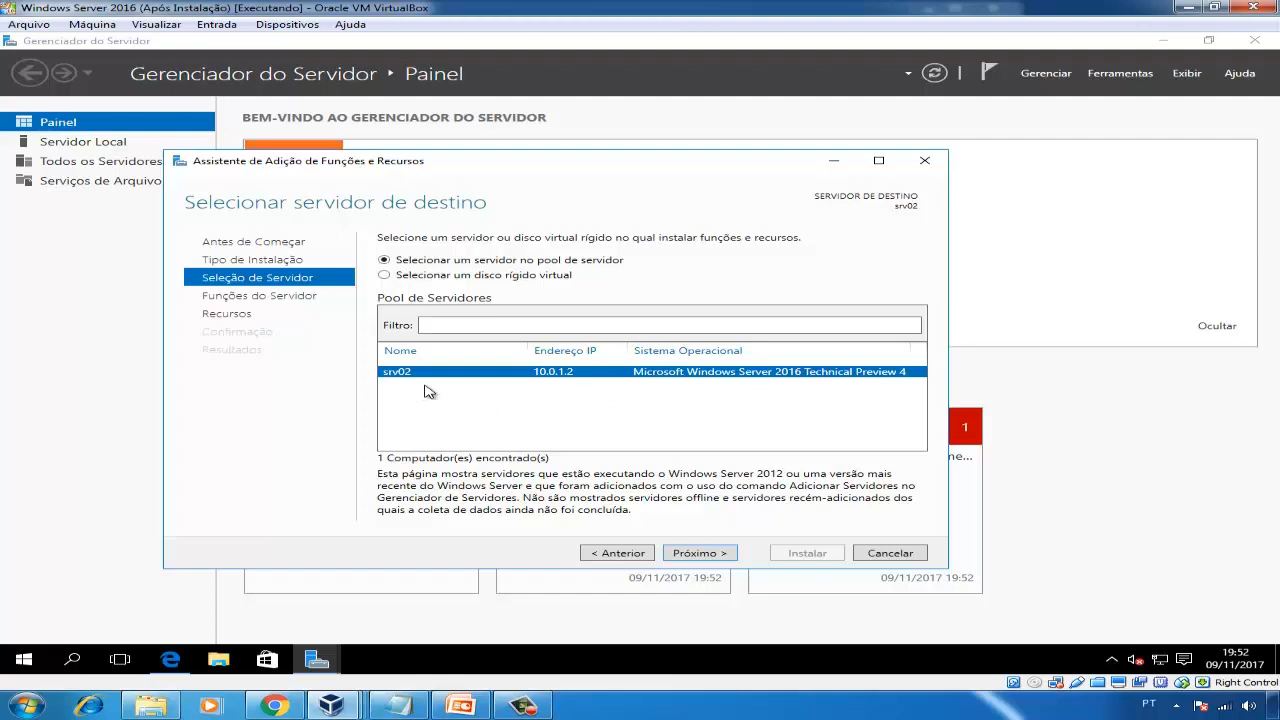 Windows Server 2016 (Após Instalação) [Executando] - Oracle VM VirtualBox
Arquivo Máquina Visualizar Entrada Dispositivos Ajuda
Gerenciador do Servidor
Gerenciador do Servidor ▸ Painel
Gerenciar Ferramentas Exibir Ajuda
Painel
Servidor Local
Todos os Servidores
Serviços de Arquivo
BEM-VINDO AO GERENCIADOR DO SERVIDOR
Assistente de Adição de Funções e Recursos
Selecionar servidor de destino
SERVIDOR DE DESTINO
srv02
Antes de Começar
Tipo de Instalação
Seleção de Servidor
Funções do Servidor
Recursos
Confirmação
Resultados
Selecione um servidor ou disco virtual rígido no qual instalar funções e recursos.
Selecionar um servidor no pool de servidor
Selecionar um disco rígido virtual
Pool de Servidores
Filtro:
Nome Endereço IP Sistema Operacional
srv02 10.0.1.2 Microsoft Windows Server 2016 Technical Preview 4
1 Computador(es) encontrado(s)
Esta página mostra servidores que estão executando o Windows Server 2012 ou uma versão mais
recente do Windows Server e que foram adicionados com o uso do comando Adicionar Servidores no
Gerenciador de Servidores. Não são mostrados servidores offline e servidores recém-adicionados dos
quais a coleta de dados ainda não foi concluída.
< Anterior Próximo > Instalar Cancelar
Ocultar
1
ne...
09/11/2017 19:52 09/11/2017 19:52
19:52
09/11/2017
Right Control
PT